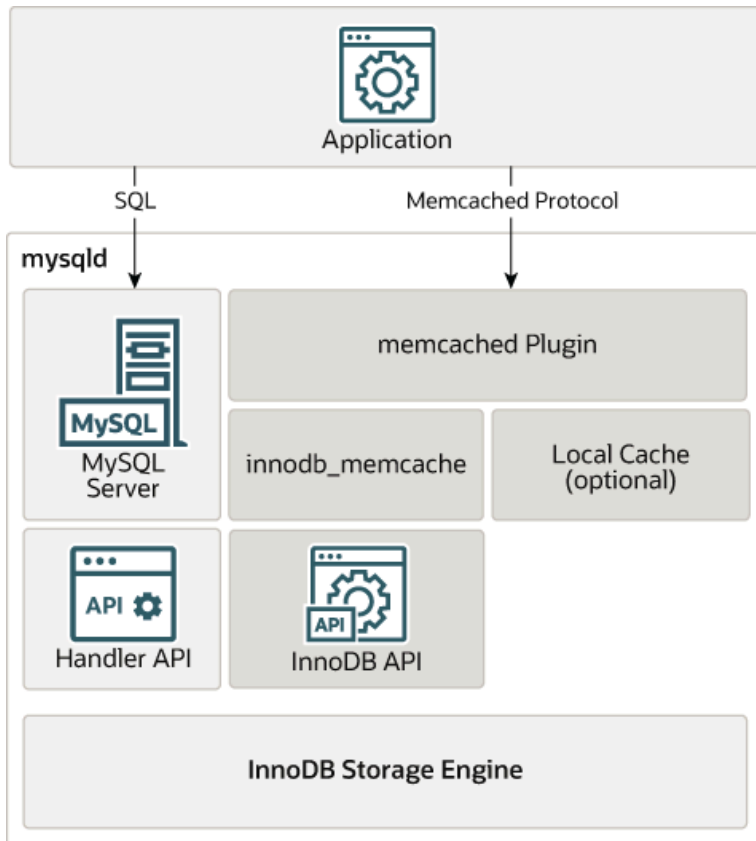 Application
SQL
Memcached Protocol
mysqld
memcached Plugin
MySQL
MySQL
Server
innodb_memcache
Local Cache
(optional)
API
Handler API
API
InnoDB API
InnoDB Storage Engine